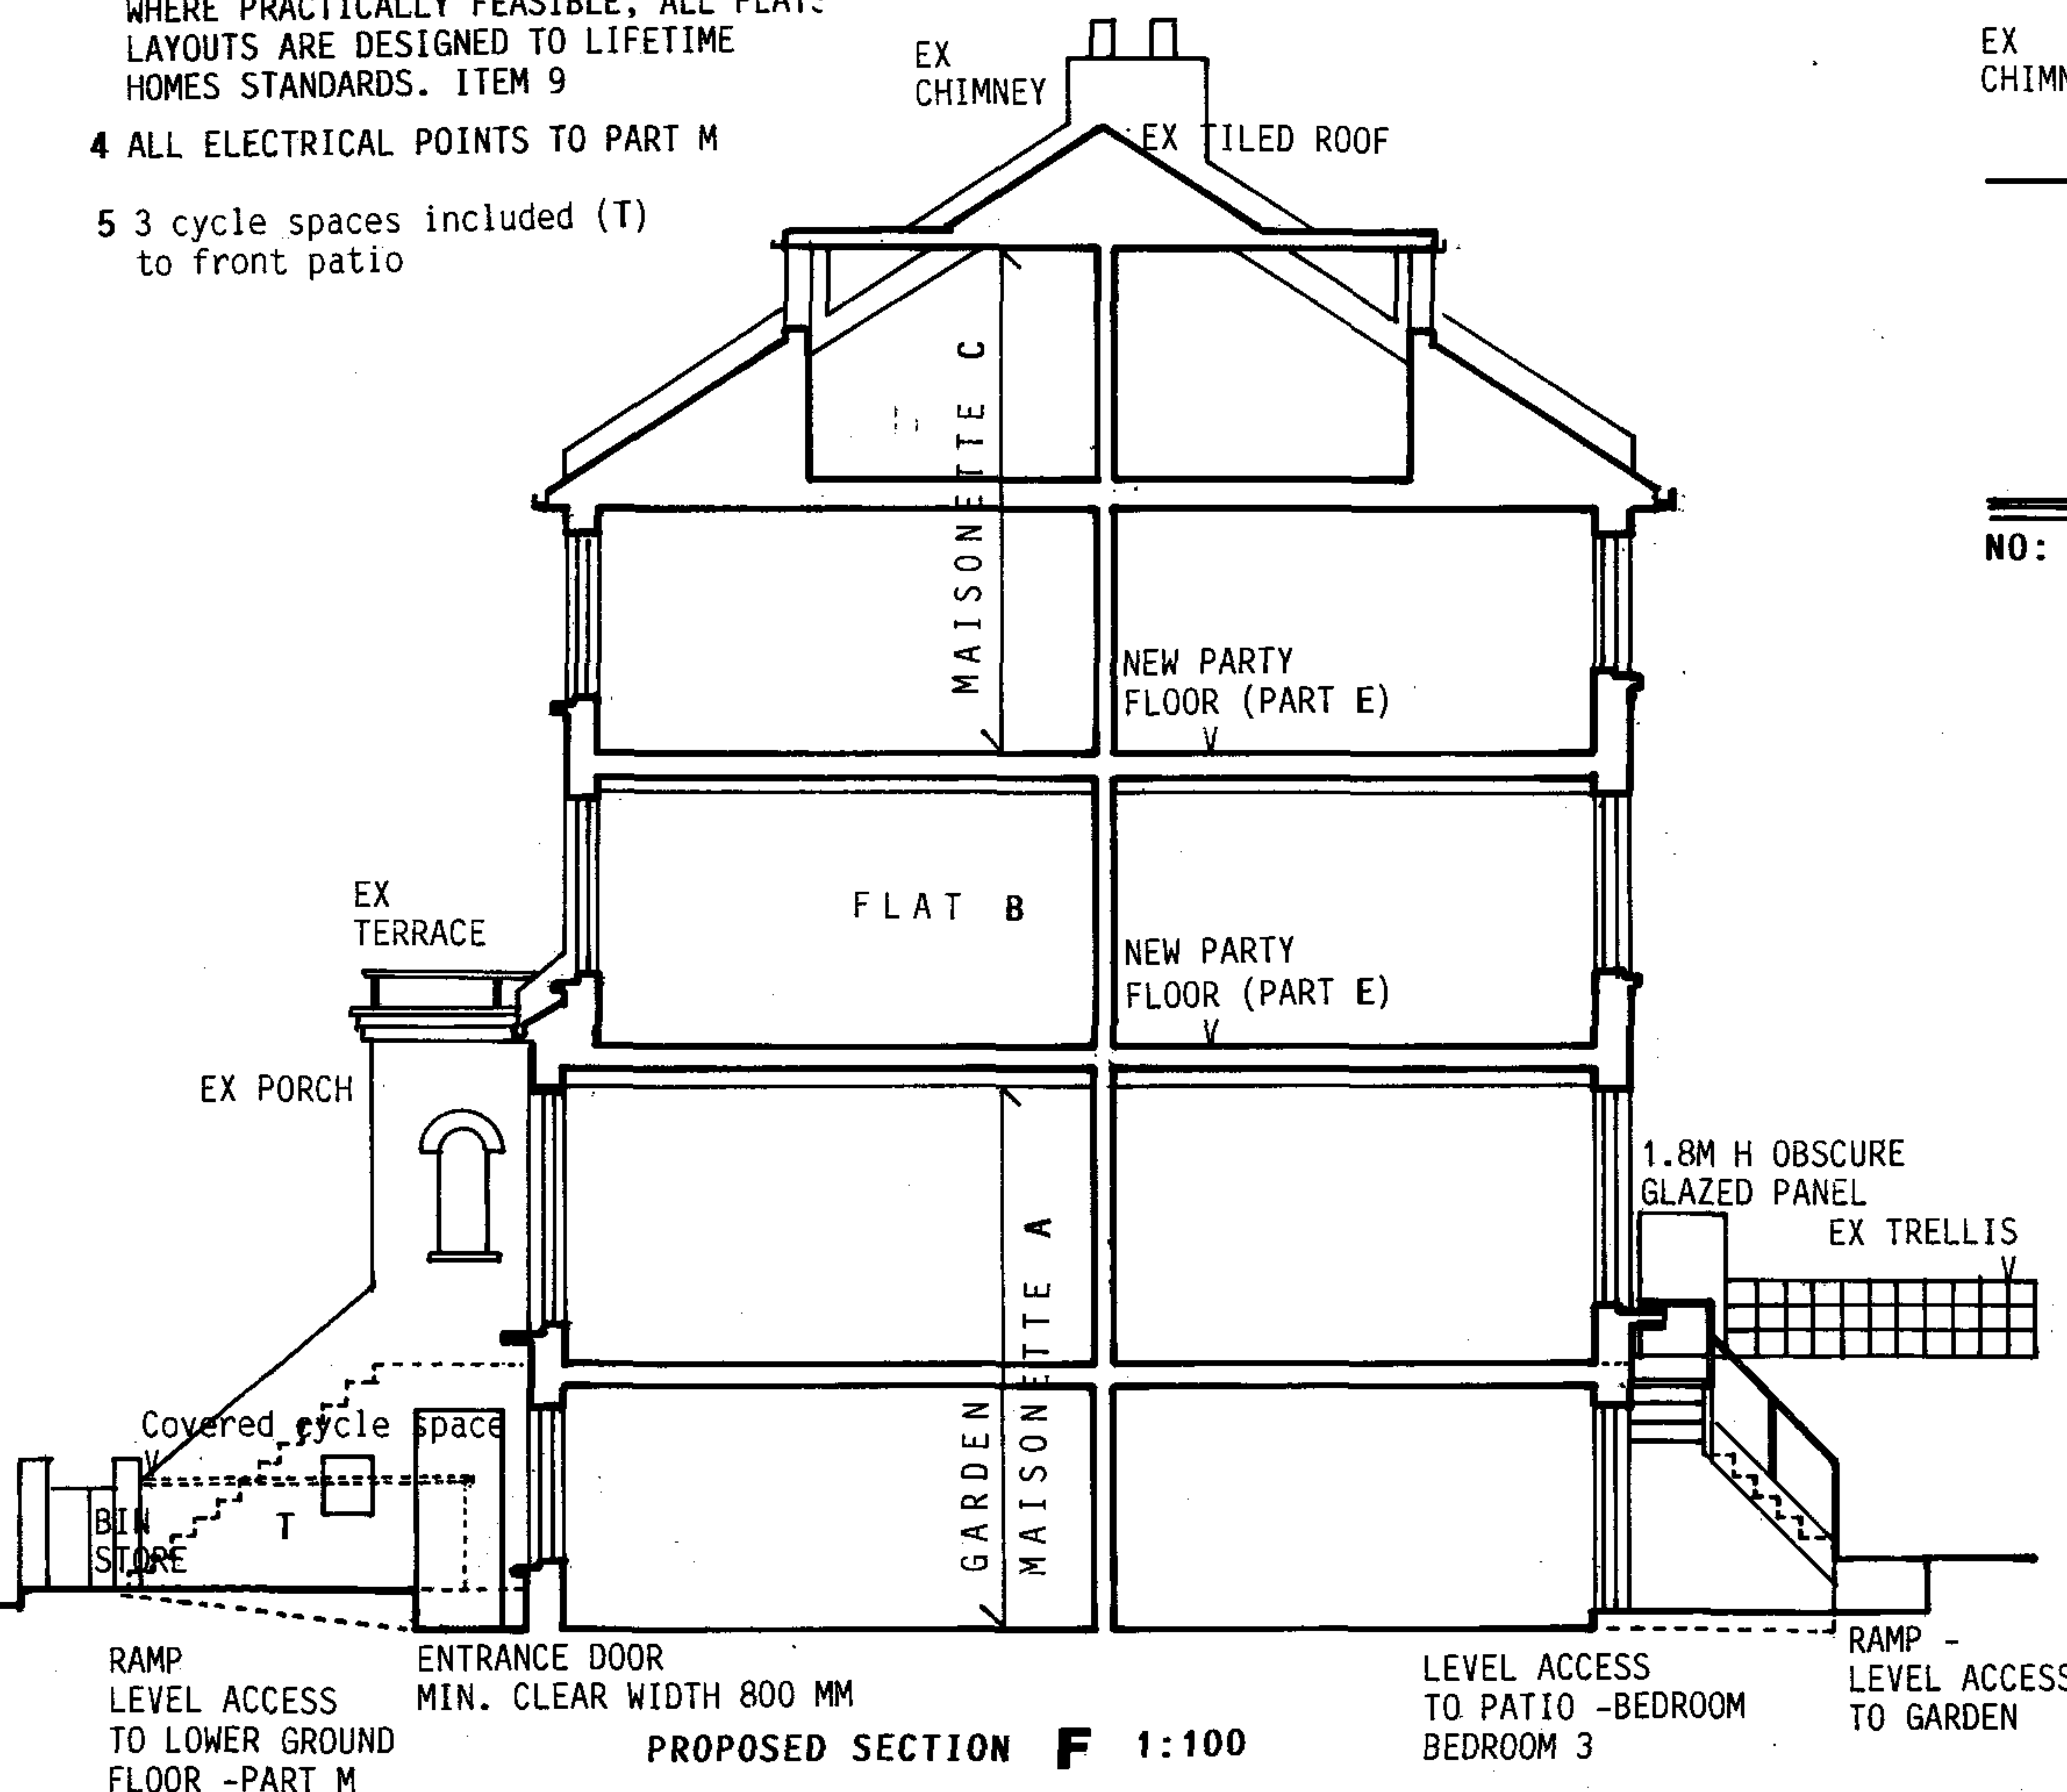 WHERE PRACTICALLY FEASIBLE, ALL FLATS
LAYOUTS ARE DESIGNED TO LIFETIME
HOMES STANDARDS. ITEM 9
4 ALL ELECTRICAL POINTS TO PART M
5 3 cycle spaces included (T)
to front patio
EX
CHIMNEY
EX TILED ROOF
EX
NO:
MAISONETTE C
NEW PARTY
FLOOR (PART E)
V
FLAT B
NEW PARTY
FLOOR (PART E)
V
EX
TERRACE
EX PORCH
1.8M H OBSCURE
GLAZED PANEL
EX TRELLIS
V
GARDEN
MAISONETTE A
Covered cycle space
V
BIN
STORE
T
RAMP
LEVEL ACCESS
TO LOWER GROUND
FLOOR -PART M
ENTRANCE DOOR
MIN. CLEAR WIDTH 800 MM
LEVEL ACCESS
TO PATIO -BEDROOM
BEDROOM 3
RAMP -
LEVEL ACCESS
TO GARDEN
PROPOSED SECTION F 1:100